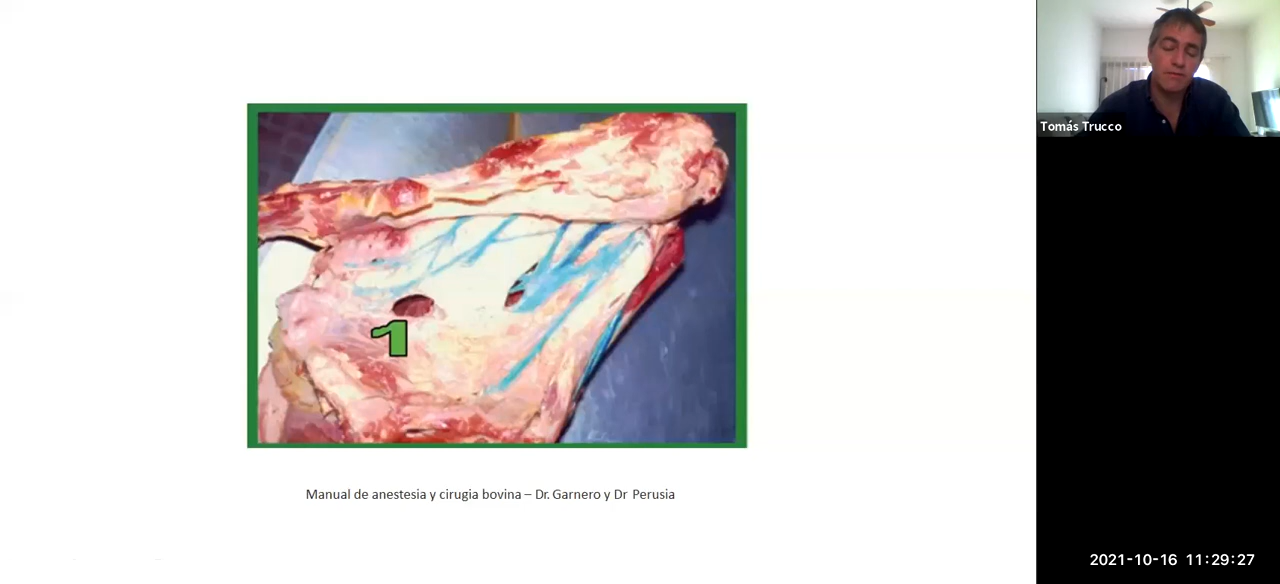 1
Manual de anestesia y cirugia bovina – Dr. Garnero y Dr Perusia
Tomás Trucco
2021-10-16 11:29:27